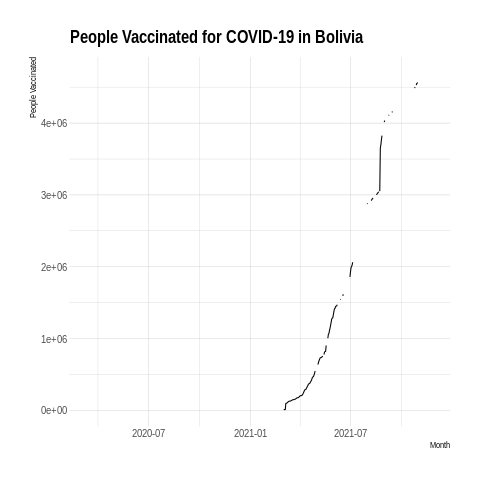 People Vaccinated for COVID-19 in Bolivia
People Vaccinated
4e+06
3e+06
2e+06
1e+06
0e+00
2020-07
2021-01
2021-07
Month